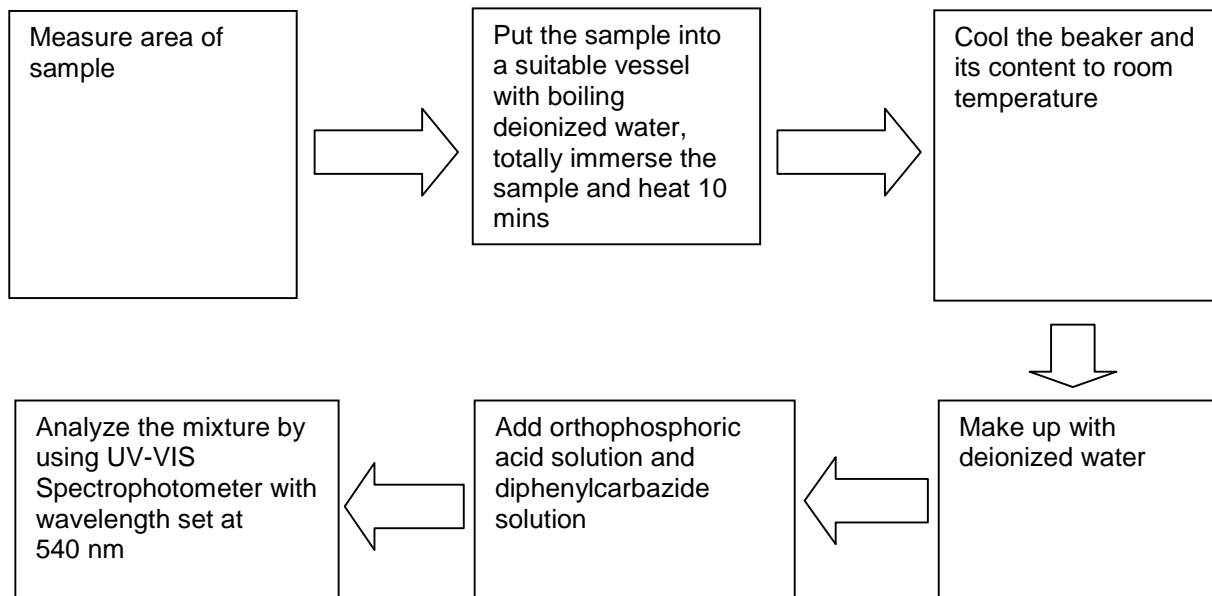 Measure area of
sample
Put the sample into
a suitable vessel
with boiling
deionized water,
totally immerse the
sample and heat 10
mins
Cool the beaker and
its content to room
temperature
Make up with
deionized water
Add orthophosphoric
acid solution and
diphenylcarbazide
solution
Analyze the mixture by
using UV-VIS
Spectrophotometer with
wavelength set at
540 nm